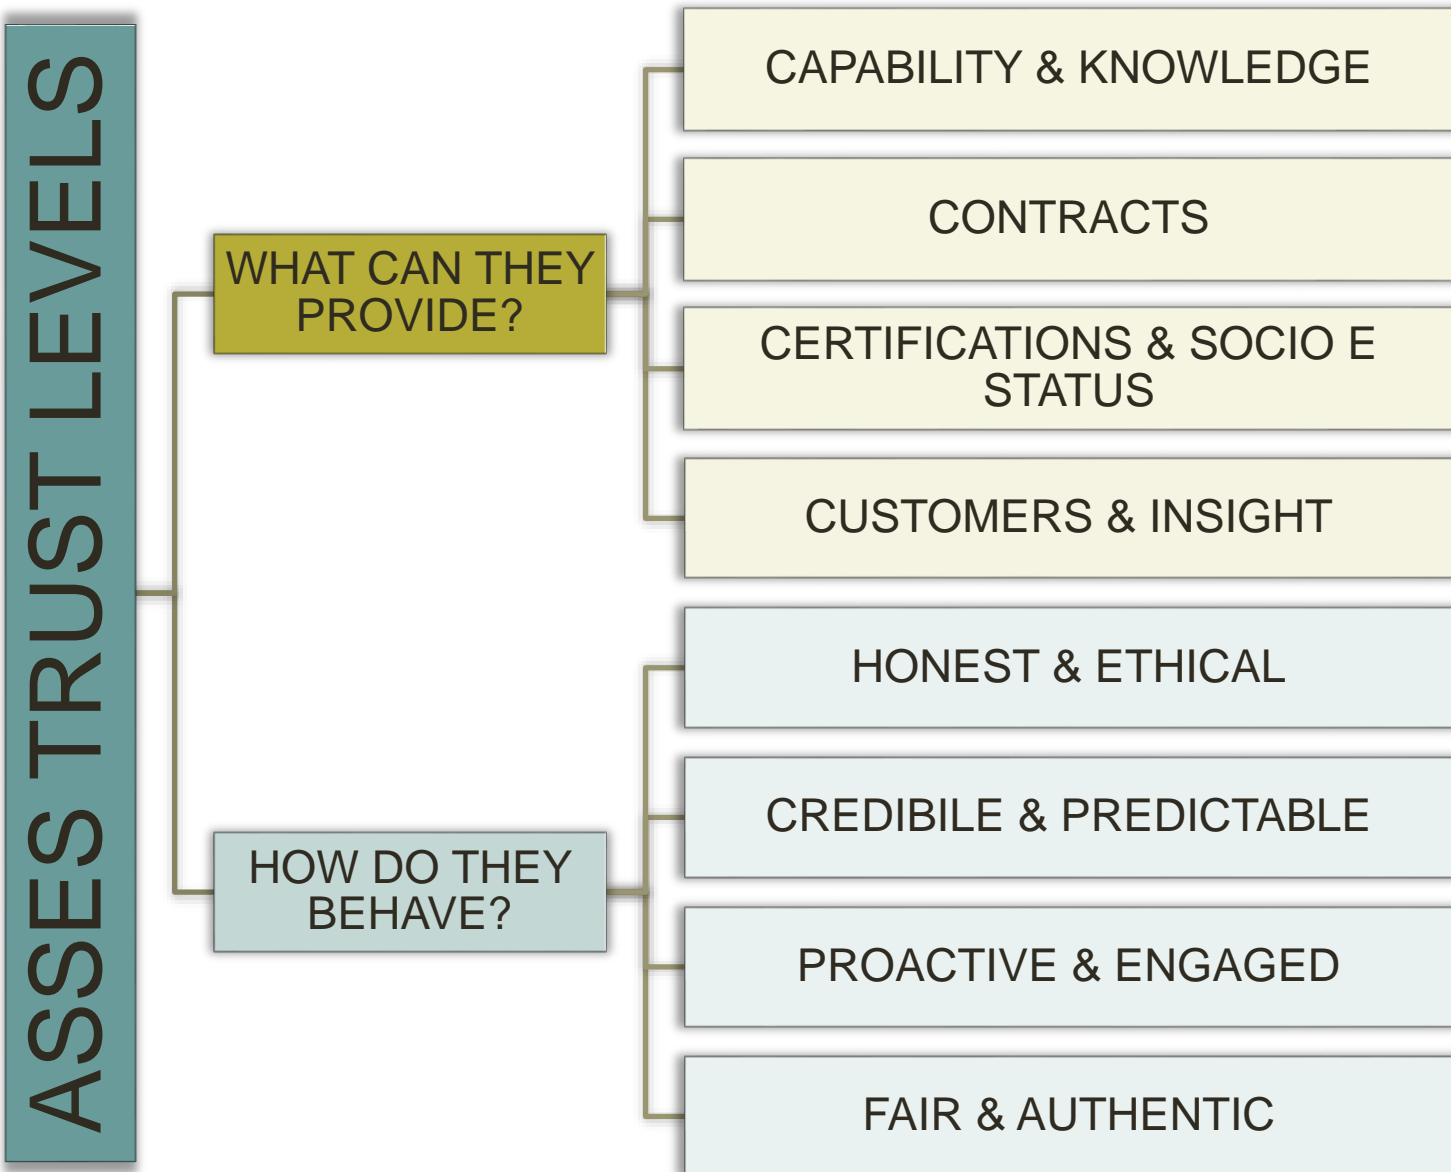 ASSES TRUST LEVELS
WHAT CAN THEY
PROVIDE?
CAPABILITY & KNOWLEDGE
CONTRACTS
CERTIFICATIONS & SOCIO E
STATUS
CUSTOMERS & INSIGHT
HOW DO THEY
BEHAVE?
HONEST & ETHICAL
CREDIBILE & PREDICTABLE
PROACTIVE & ENGAGED
FAIR & AUTHENTIC